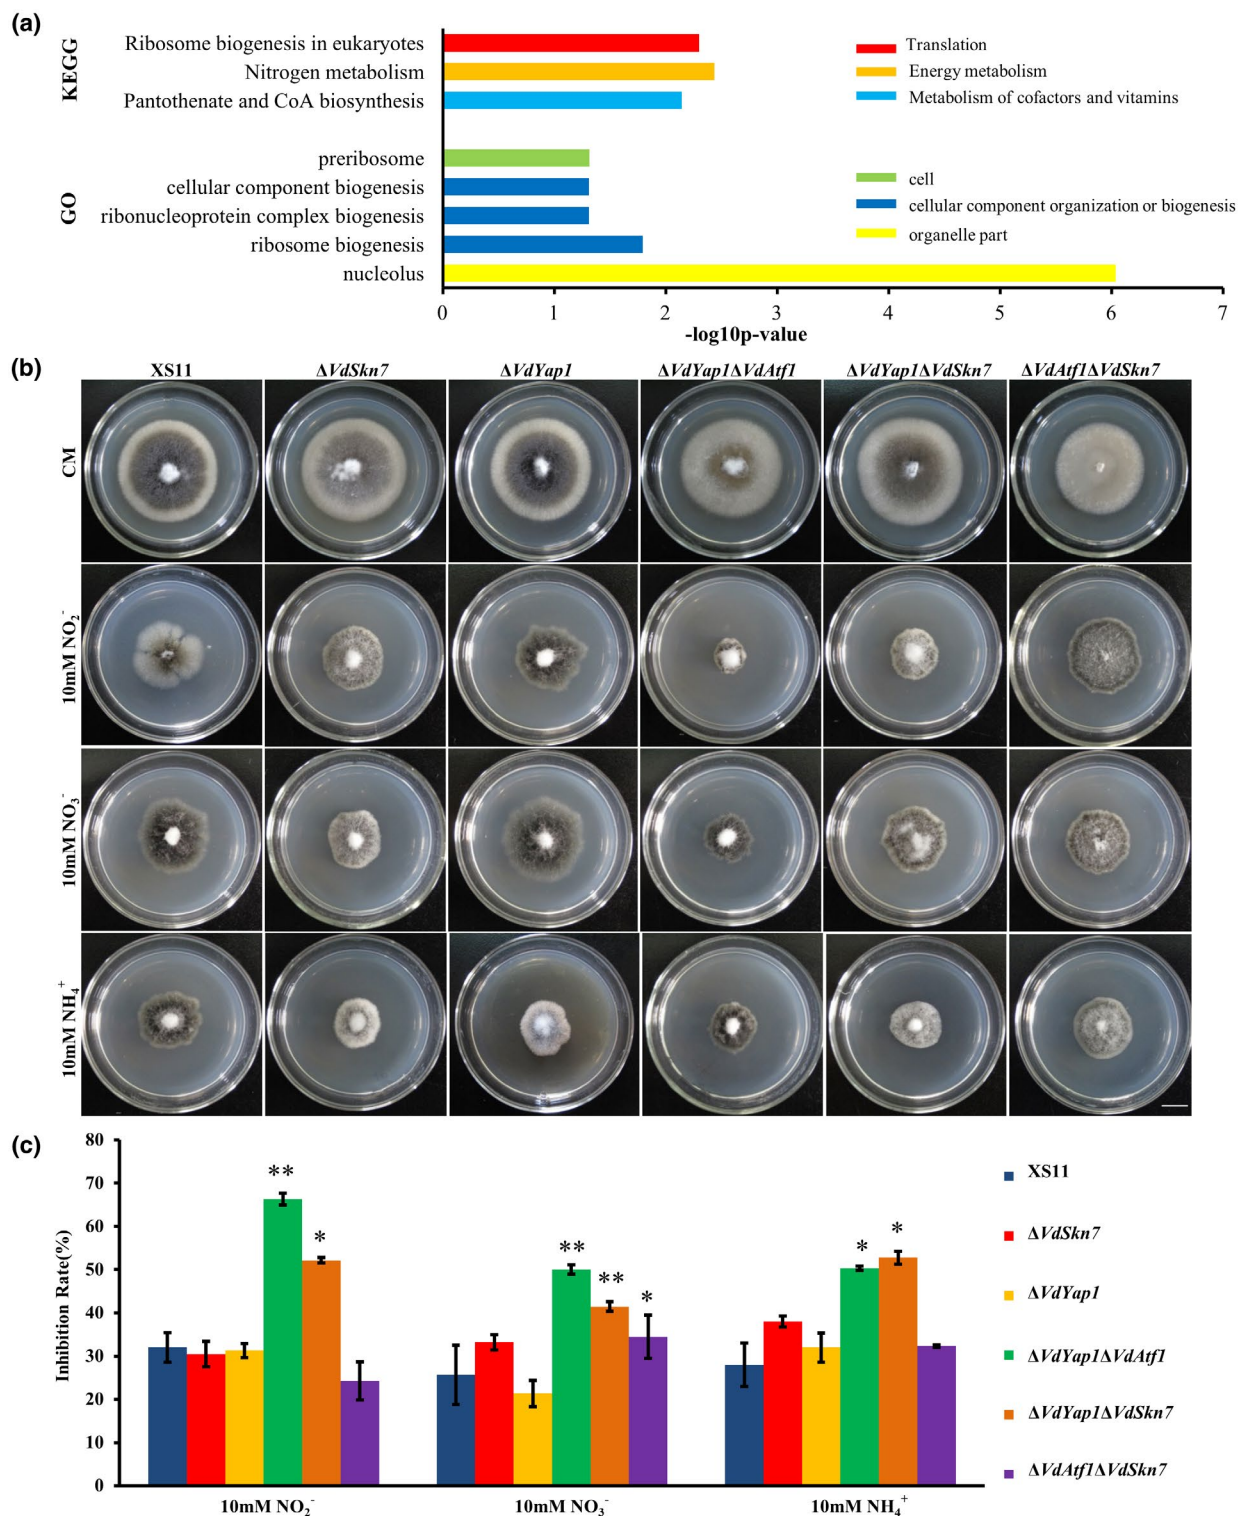 (a)
KEGG
Ribosome biogenesis in eukaryotes
Nitrogen metabolism
Pantothenate and CoA biosynthesis
Translation
Energy metabolism
Metabolism of cofactors and vitamins
GO
preribosome
cellular component biogenesis
ribonucleoprotein complex biogenesis
ribosome biogenesis
nucleolus
cell
cellular component organization or biogenesis
organelle part
0 1 2 3 4 5 6 7
-log10p-value
(b)
XS11 ΔVdSkn7 ΔVdYap1 ΔVdYap1ΔVdAtf1 ΔVdYap1ΔVdSkn7 ΔVdAtf1ΔVdSkn7
CM
10mM NO₂⁻
10mM NO₃⁻
10mM NH₄⁺
(c)
Inhibition Rate(%)
80
70
60
50
40
30
20
10
0
** *
** ** *
* *
10mM NO₂⁻ 10mM NO₃⁻ 10mM NH₄⁺
XS11
ΔVdSkn7
ΔVdYap1
ΔVdYap1ΔVdAtf1
ΔVdYap1ΔVdSkn7
ΔVdAtf1ΔVdSkn7